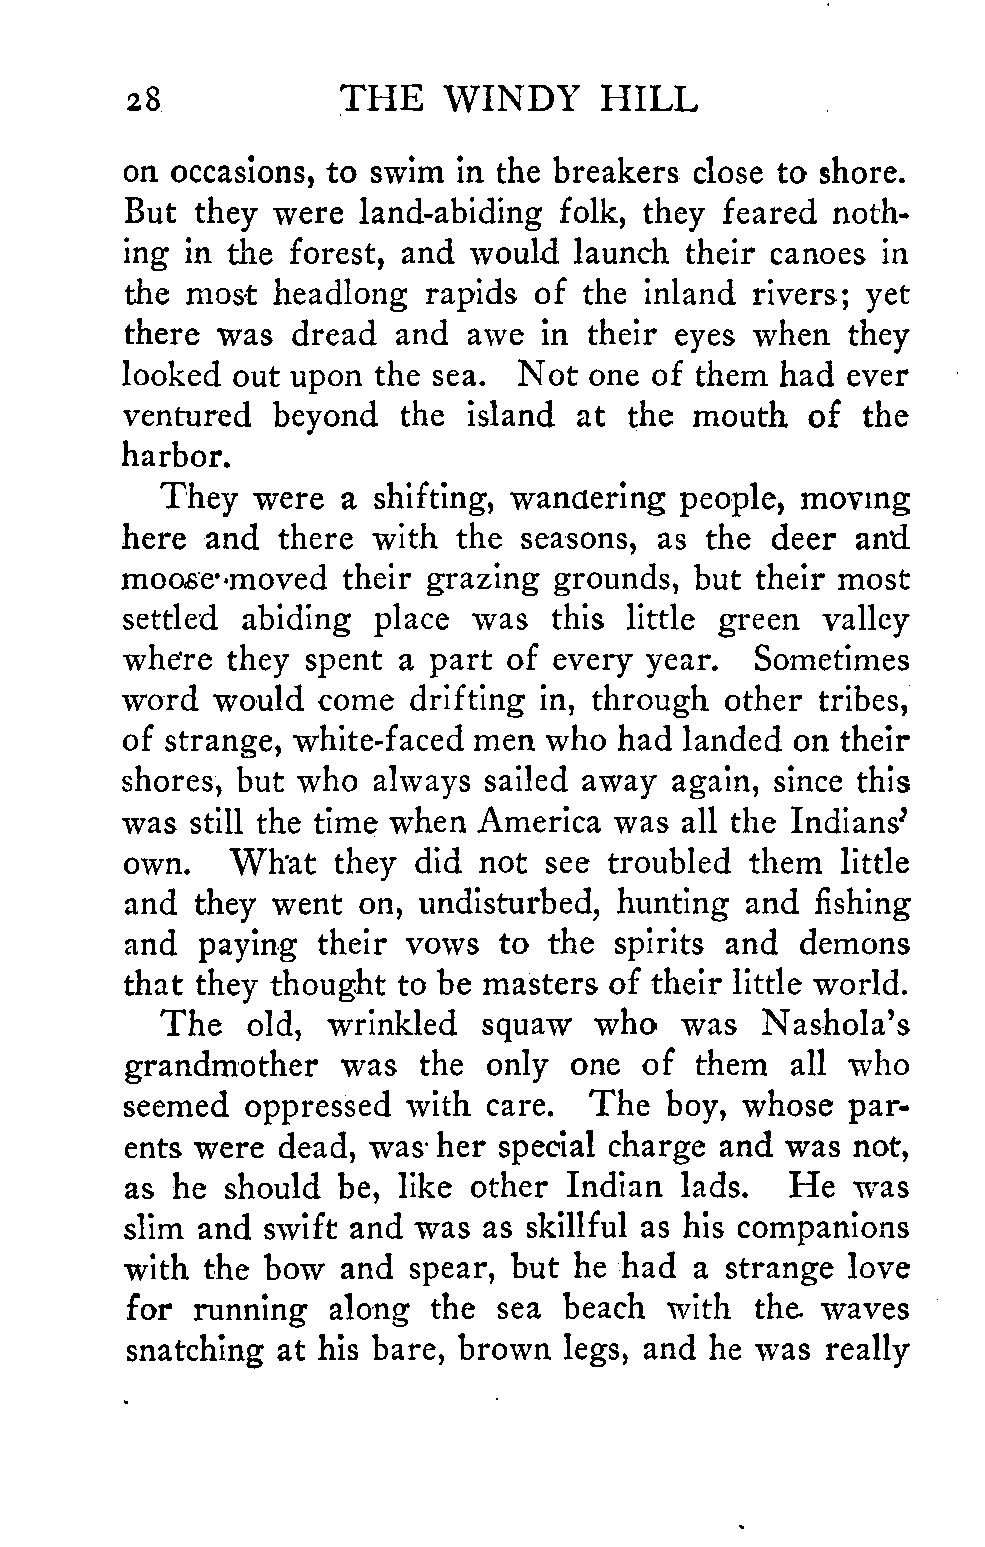 28 THE WINDY HILL
on occasions, to swim in the breakers close to shore.
But they were land-abiding folk, they feared noth-
ing in the forest, and would launch their canoes in
the most headlong rapids of the inland rivers; yet
there was dread and awe in their eyes when they
looked out upon the sea. Not one of them had ever
ventured beyond the island at the mouth of the
harbor.
They were a shifting, wandering people, moving
here and there with the seasons, as the deer and
moose moved their grazing grounds, but their most
settled abiding place was this little green valley
where they spent a part of every year. Sometimes
word would come drifting in, through other tribes,
of strange, white-faced men who had landed on their
shores, but who always sailed away again, since this
was still the time when America was all the Indians'
own. What they did not see troubled them little
and they went on, undisturbed, hunting and fishing
and paying their vows to the spirits and demons
that they thought to be masters of their little world.
The old, wrinkled squaw who was Nashola's
grandmother was the only one of them all who
seemed oppressed with care. The boy, whose par-
ents were dead, was her special charge and was not,
as he should be, like other Indian lads. He was
slim and swift and was as skillful as his companions
with the bow and spear, but he had a strange love
for running along the sea beach with the waves
snatching at his bare, brown legs, and he was really